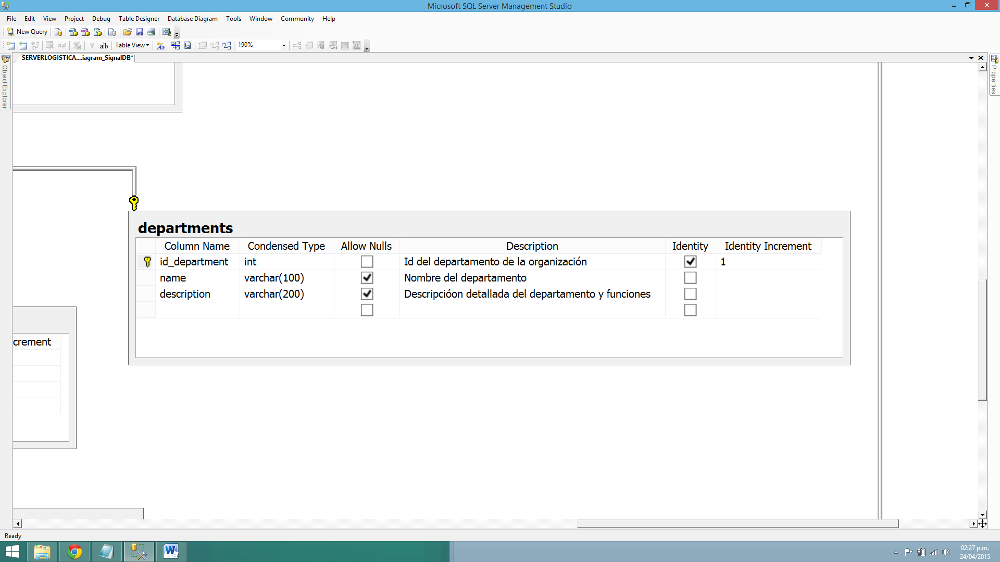 Microsoft SQL Server Management Studio
File Edit View Project Debug Table Designer Database Diagram Tools Window Community Help
New Query
alb Table View 190%
SERVERLOGISTICA....iagram_SignalDB*
Object Explorer
Properties
departments
Column Name Condensed Type Allow Nulls Description Identity Identity Increment
id_department int Id del departamento de la organización 1
name varchar(100) Nombre del departamento
description varchar(200) Descripcióon detallada del departamento y funciones
crement
Ready
02:27 p.m.
24/04/2015